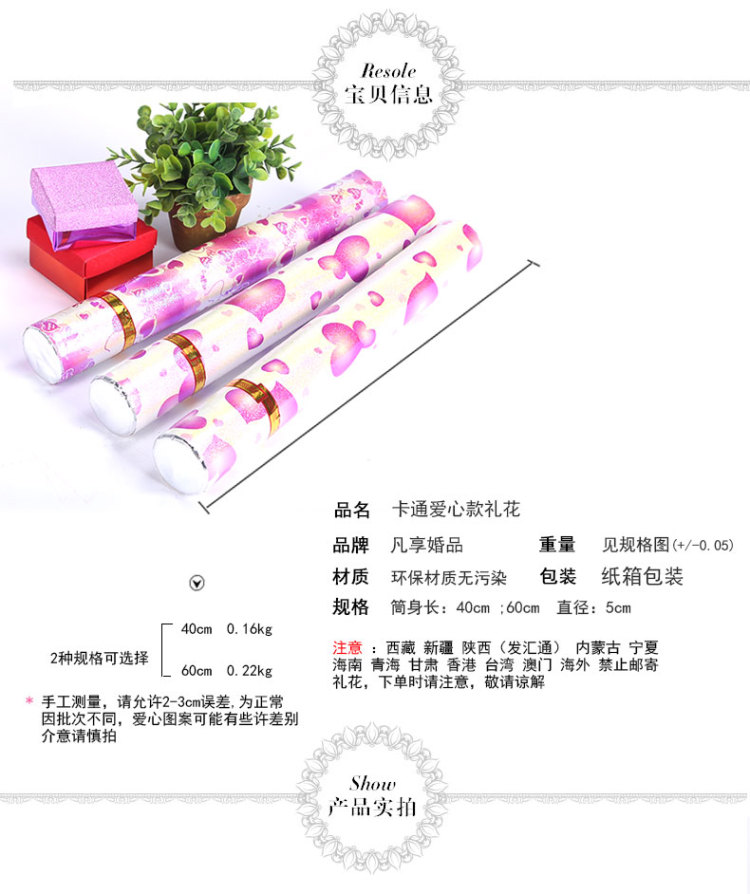 Resole
宝贝信息
品名 卡通爱心款礼花
品牌 凡享婚品 重量 见规格图(+/-0.05)
材质 环保材质无污染 包装 纸箱包装
规格 筒身长：40cm ;60cm 直径：5cm
2种规格可选择
40cm 0.16kg
60cm 0.22kg
注意 ：西藏 新疆 陕西（发汇通） 内蒙古 宁夏
海南 青海 甘肃 香港 台湾 澳门 海外 禁止邮寄
礼花，下单时请注意，敬请谅解
* 手工测量，请允许2-3cm误差,为正常
因批次不同，爱心图案可能有些许差别
介意请慎拍
Show
产品实拍